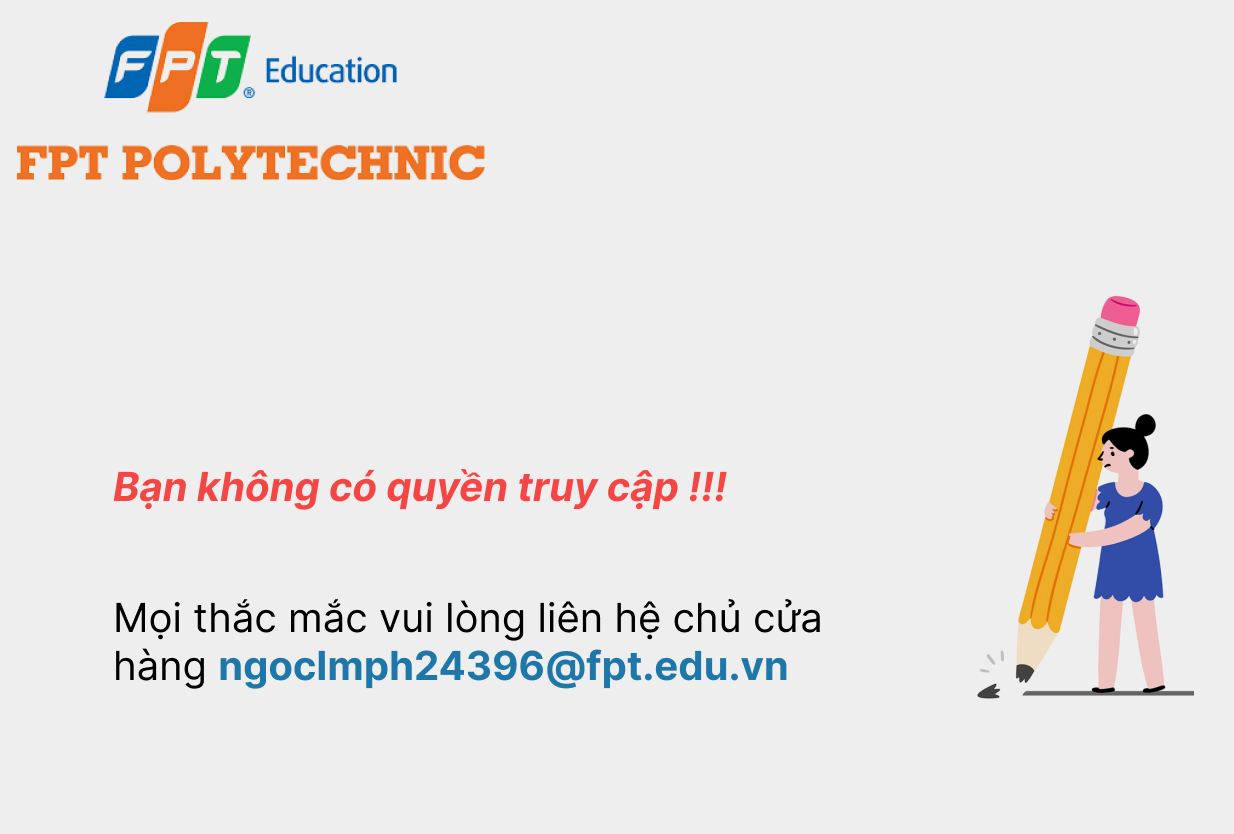 FPT® Education
FPT POLYTECHNIC
Bạn không có quyền truy cập !!!
Mọi thắc mắc vui lòng liên hệ chủ cửa
hàng ngoclmph24396@fpt.edu.vn